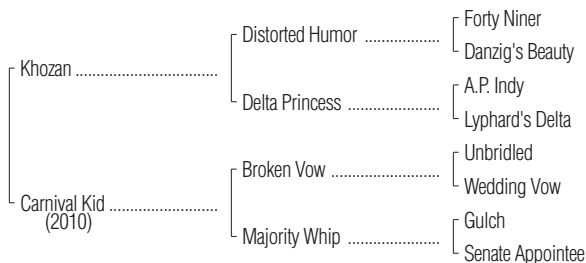 Forty Niner
Distorted Humor ..................
Danzig's Beauty
Khozan ...................................
A.P. Indy
Delta Princess ......................
Lyphard's Delta
Unbridled
Broken Vow ..........................
Wedding Vow
Carnival Kid ..........................
(2010)
Gulch
Majority Whip ......................
Senate Appointee